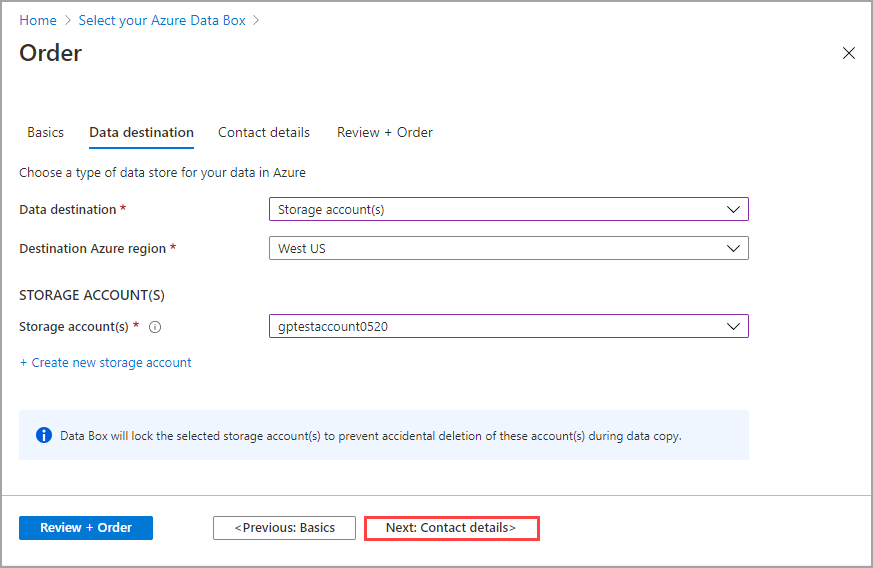 Home > Select your Azure Data Box >
Order
Basics Data destination Contact details Review + Order
Choose a type of data store for your data in Azure
Data destination * Storage account(s)
Destination Azure region * West US
STORAGE ACCOUNT(S)
Storage account(s) * gptestaccount0520
+ Create new storage account
Data Box will lock the selected storage account(s) to prevent accidental deletion of these account(s) during data copy.
Review + Order <Previous: Basics Next: Contact details>